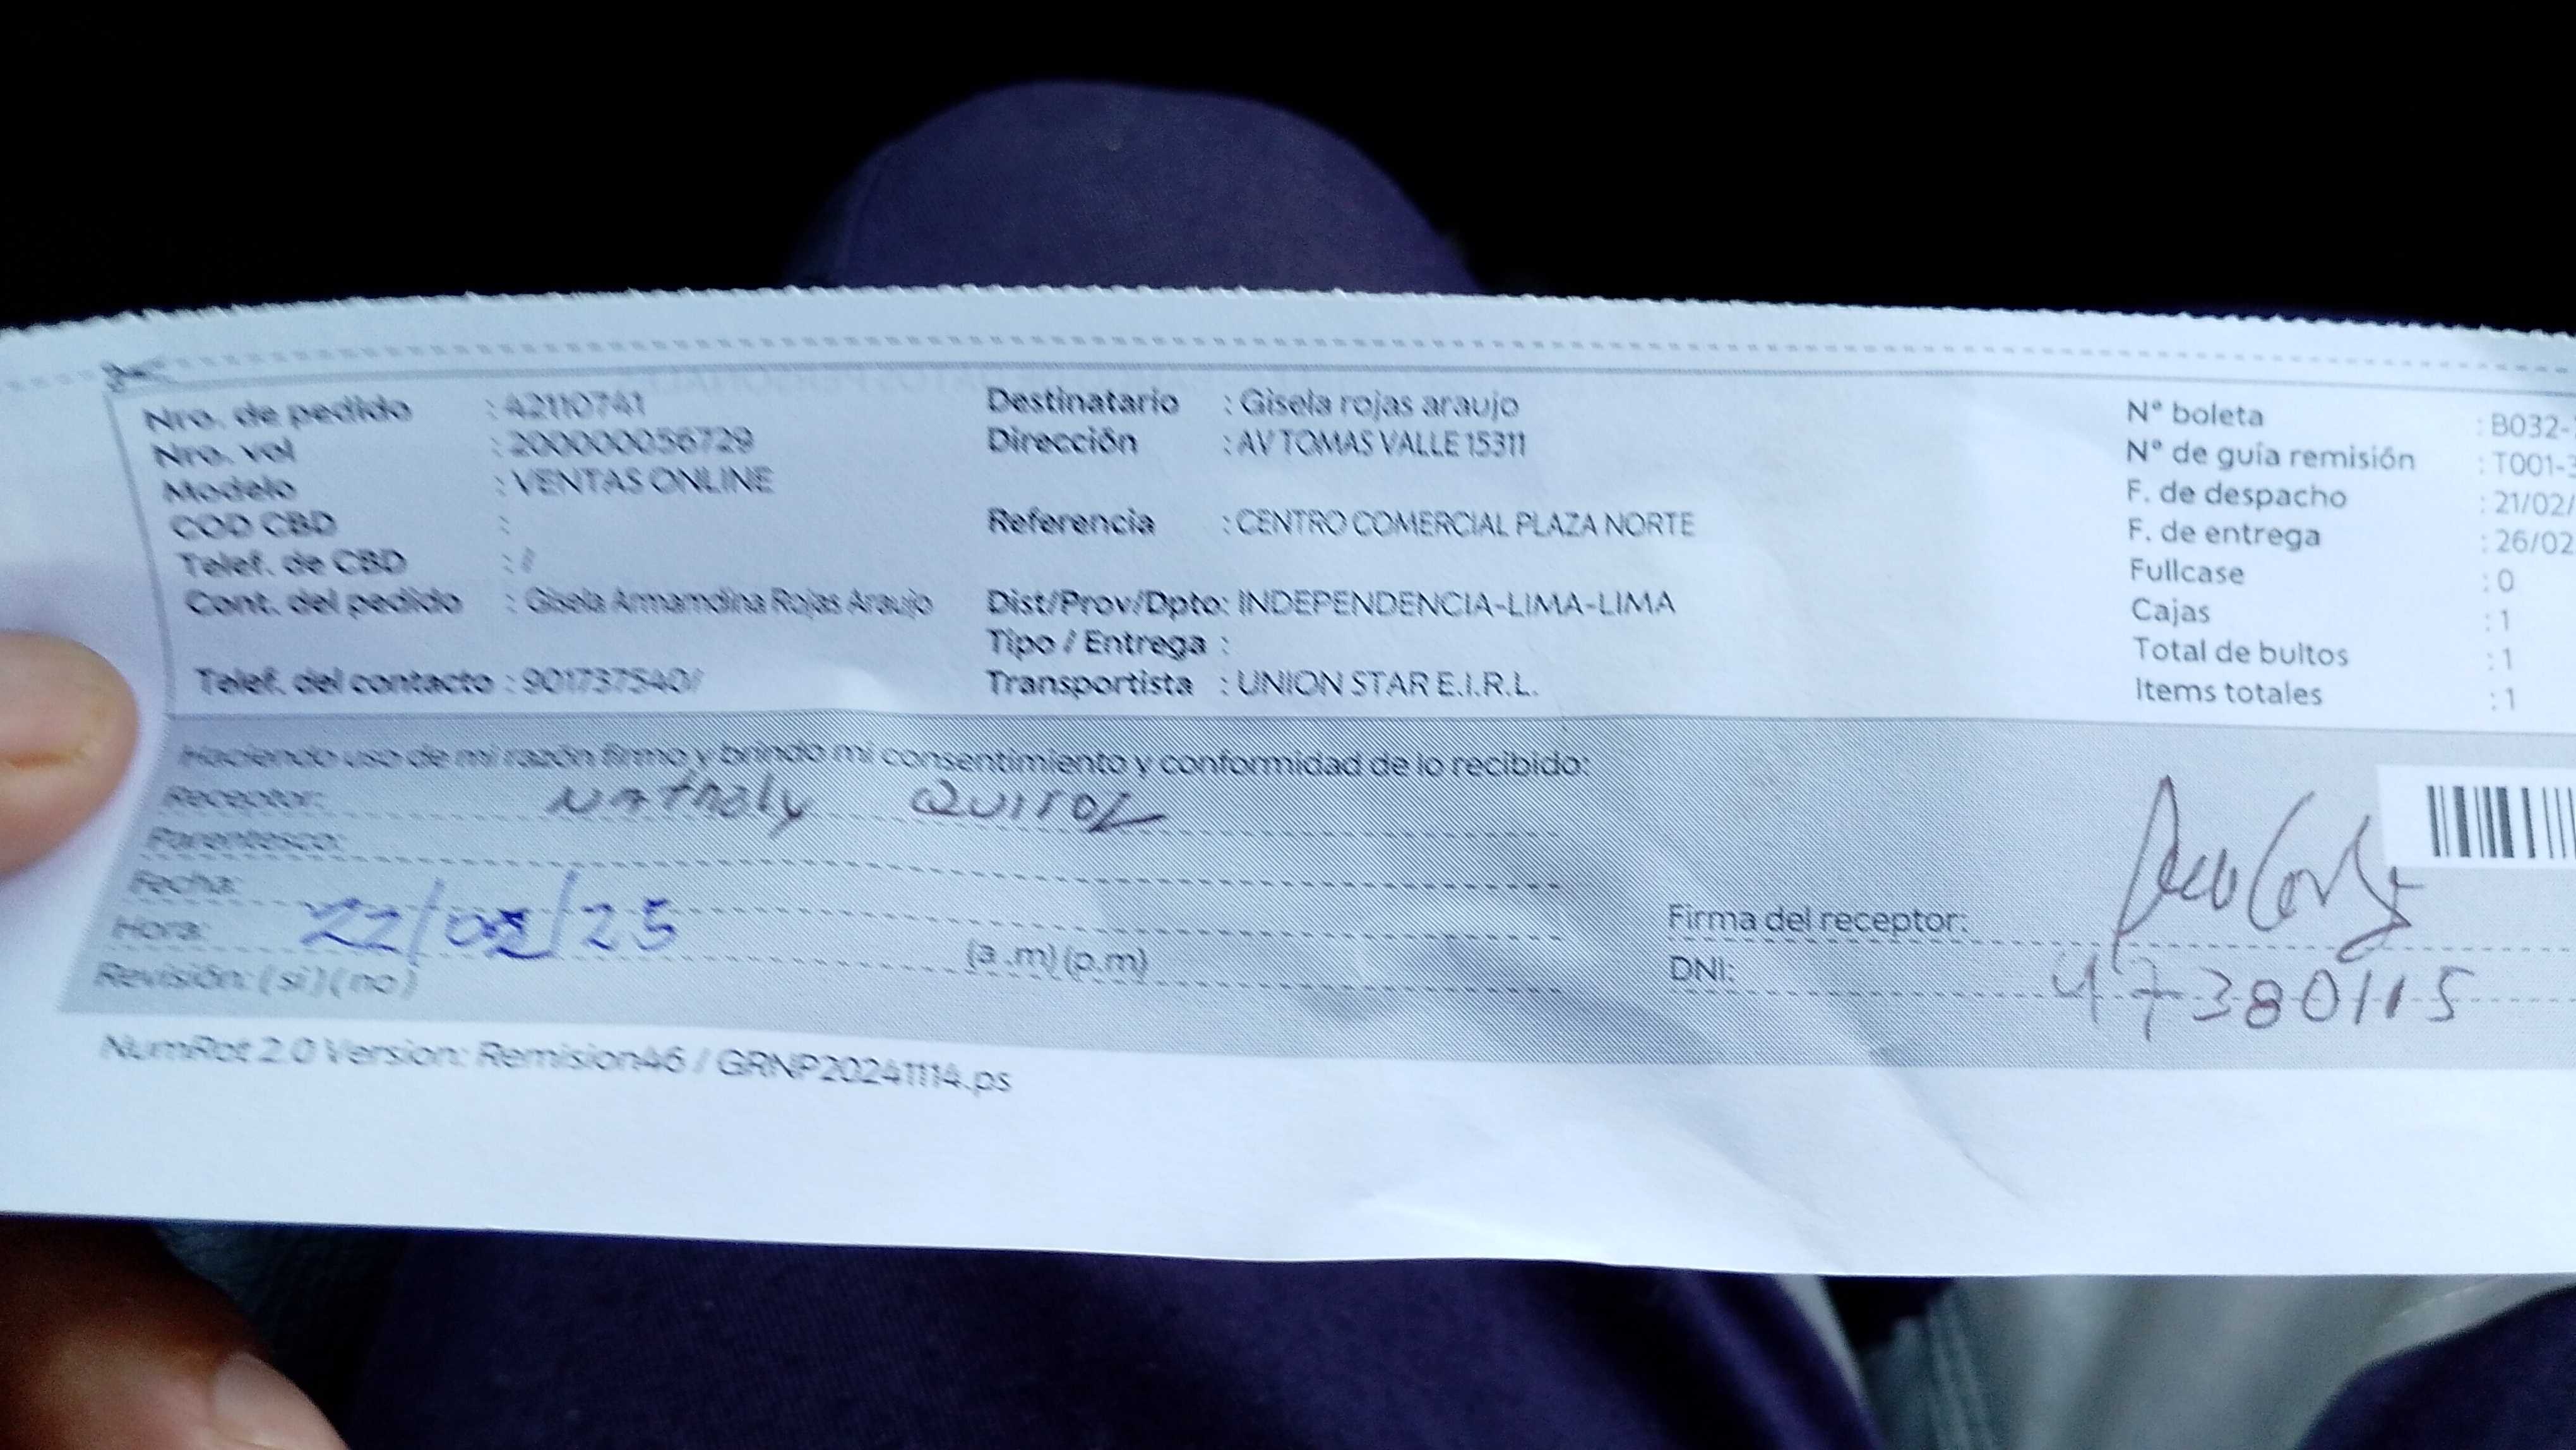 Nro. de pedido : 42110741
Nro. vol : 200000056729
Modelo : VENTAS ONLINE
COD CBD :
Telef. de CBD : /
Cont. del pedido : Gisela Armamdina Rojas Araujo
Telef. del contacto : 901737540/
Destinatario : Gisela rojas araujo
Dirección : AV TOMAS VALLE 15311
Referencia : CENTRO COMERCIAL PLAZA NORTE
Dist/Prov/Dpto: INDEPENDENCIA-LIMA-LIMA
Tipo / Entrega :
Transportista : UNION STAR E.I.R.L.
N° boleta : B032-
N° de guía remisión : T001-3
F. de despacho : 21/02/
F. de entrega : 26/02
Fullcase : 0
Cajas : 1
Total de bultos : 1
Items totales : 1
Haciendo uso de mi razón firmo y brindo mi consentimiento y conformidad de lo recibido:
Receptor: Nathaly Quiroz
Parentesco:
Fecha: 22/02/25
Hora: (a .m) (p.m)
Revisión: (si) (no)
Firma del receptor:
DNI: 47380115
NumRot 2.0 Version: Remision46 / GRNP20241114.ps